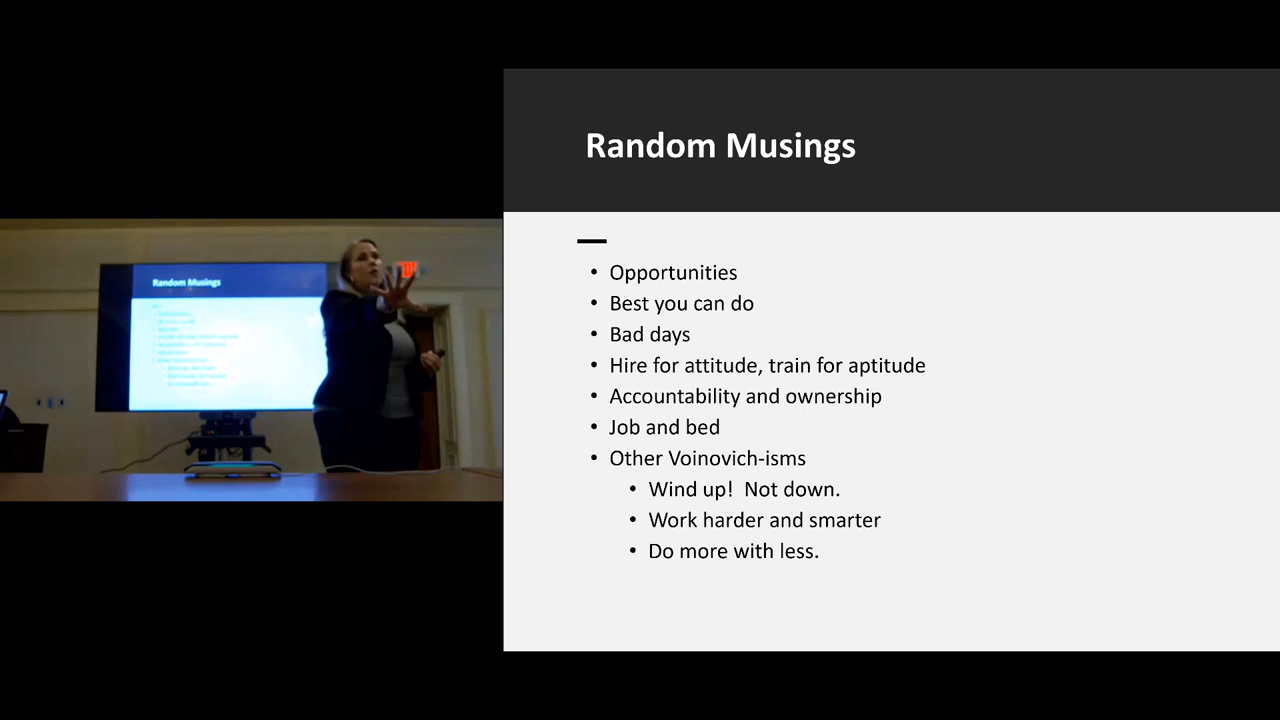 Random Musings
• Opportunities
• Best you can do
• Bad days
• Hire for attitude, train for aptitude
• Accountability and ownership
• Job and bed
• Other Voinovich-isms
• Wind up!  Not down.
• Work harder and smarter
• Do more with less.
Random Musings